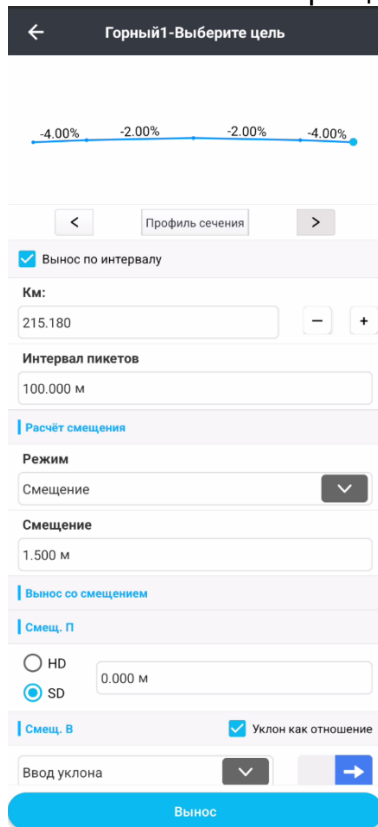 Горный1-Выберите цель
-4.00% -2.00% -2.00% -4.00%
< Профиль сечения >
Вынос по интервалу
Км:
215.180 − +
Интервал пикетов
100.000 м
Расчёт смещения
Режим
Смещение
Смещение
1.500 м
Вынос со смещением
Смещ. П
HD
0.000 м
SD
Смещ. В Уклон как отношение
Ввод уклона
Вынос